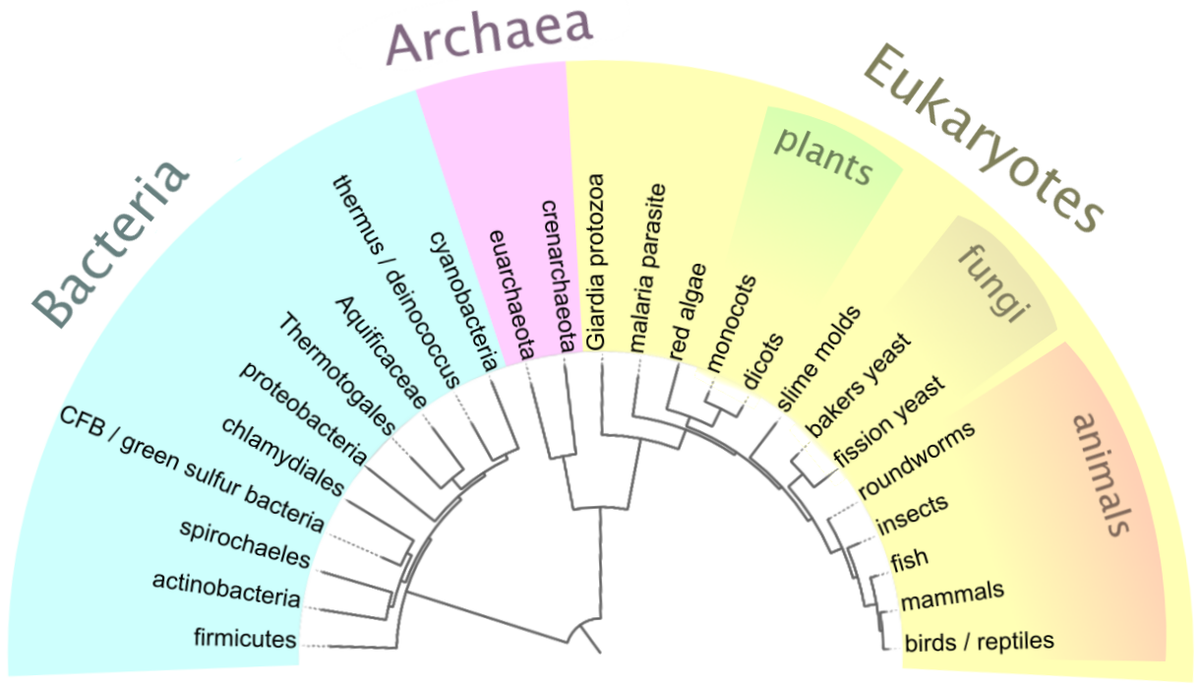 Archaea
Eukaryotes
Bacteria
plants
fungi
animals
thermus / deinococcus
cyanobacteria
euarchaeota
crenarchaeota
Giardia protozoa
malaria parasite
red algae
monocots
dicots
slime molds
bakers yeast
fission yeast
roundworms
insects
fish
mammals
birds / reptiles
Aquificaceae
Thermotogales
proteobacteria
chlamydiales
CFB / green sulfur bacteria
spirochaeles
actinobacteria
firmicutes